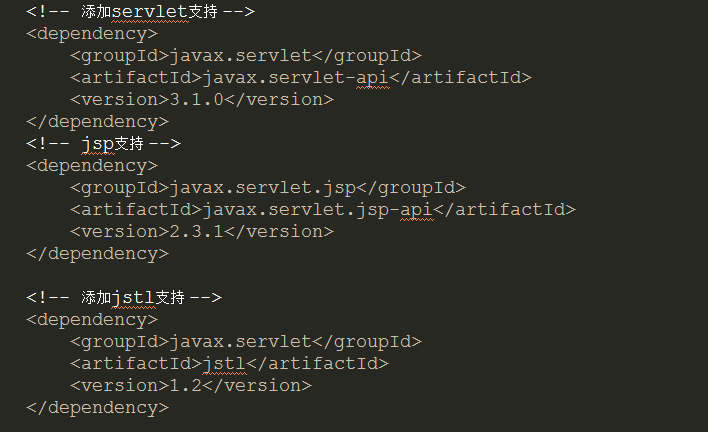 <!-- 添加servlet支持 -->
<dependency>
    <groupId>javax.servlet</groupId>
    <artifactId>javax.servlet-api</artifactId>
    <version>3.1.0</version>
</dependency>
<!-- jsp支持 -->
<dependency>
    <groupId>javax.servlet.jsp</groupId>
    <artifactId>javax.servlet.jsp-api</artifactId>
    <version>2.3.1</version>
</dependency>
<!-- 添加jstl支持 -->
<dependency>
    <groupId>javax.servlet</groupId>
    <artifactId>jstl</artifactId>
    <version>1.2</version>
</dependency>